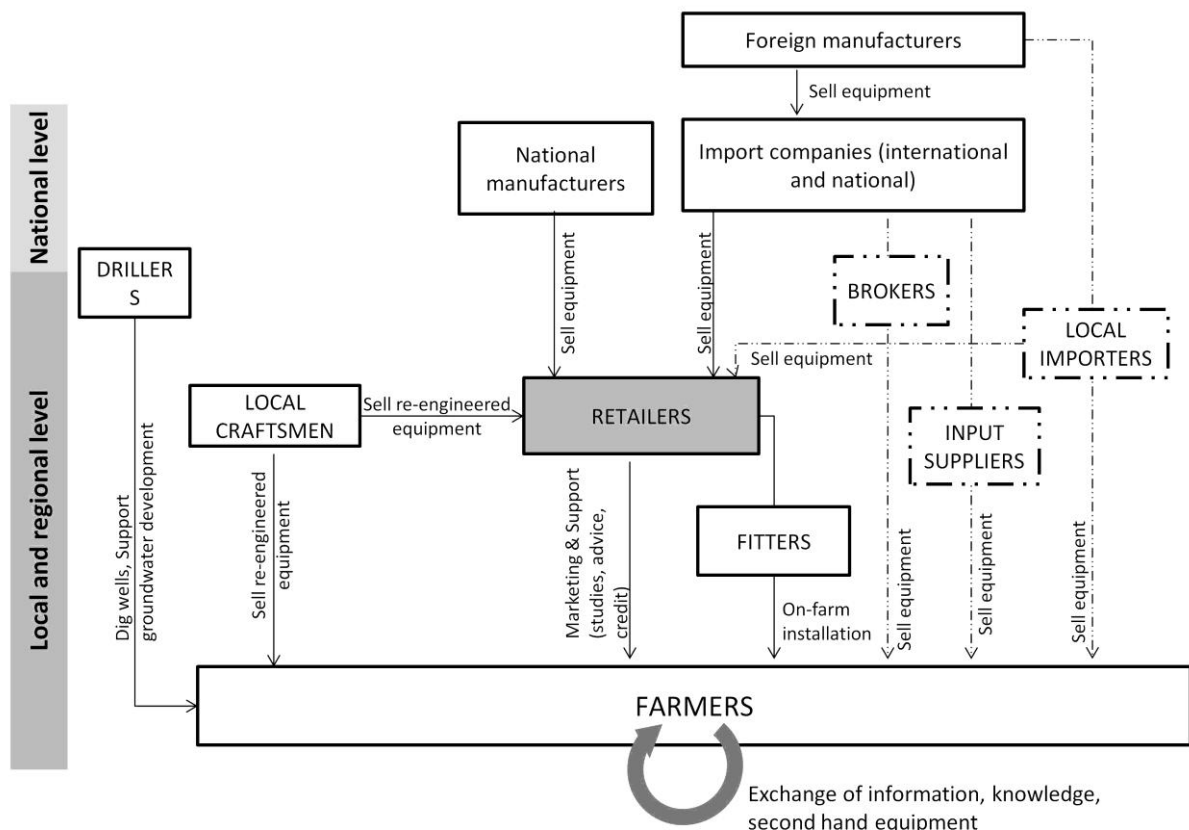 Foreign manufacturers
Sell equipment
National level
National
manufacturers
Import companies (international
and national)
DRILLER
S
Sell equipment
Sell equipment
BROKERS
LOCAL
IMPORTERS
Sell equipment
Local and regional level
LOCAL
CRAFTSMEN
Sell re-engineered
equipment
RETAILERS
INPUT
SUPPLIERS
Dig wells, Support
groundwater development
Sell re-engineered
equipment
Marketing & Support
(studies, advice,
credit)
FITTERS
On-farm
installation
Sell equipment
Sell equipment
Sell equipment
FARMERS
Exchange of information, knowledge,
second hand equipment